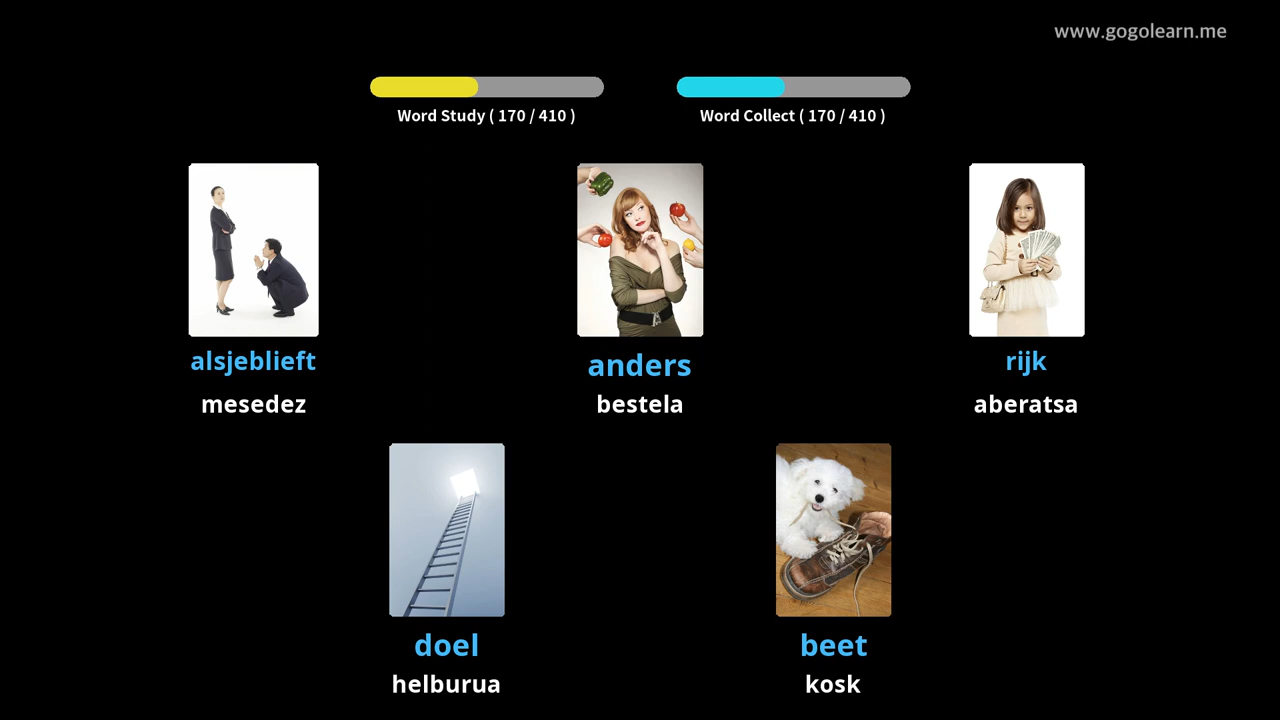 www.gogolearn.me
Word Study ( 170 / 410 )
Word Collect ( 170 / 410 )
alsjeblieft
mesedez
anders
bestela
rijk
aberatsa
doel
helburua
beet
kosk